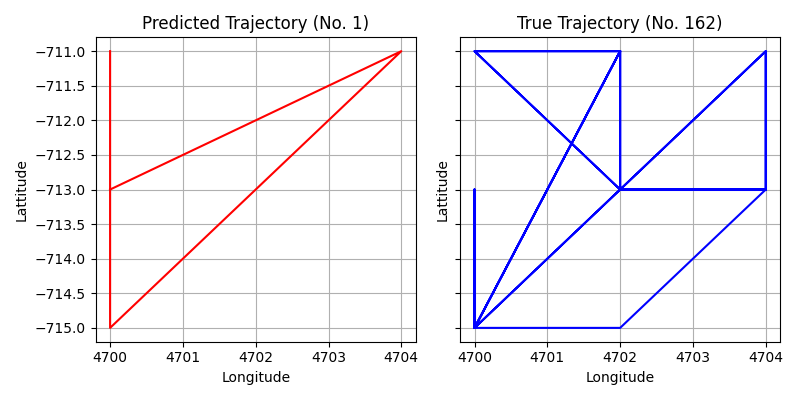 Predicted Trajectory (No. 1)
True Trajectory (No. 162)
−711.0
−711.5
−712.0
−712.5
−713.0
−713.5
−714.0
−714.5
−715.0
Lattitude
Lattitude
4700 4701 4702 4703 4704
4700 4701 4702 4703 4704
Longitude
Longitude